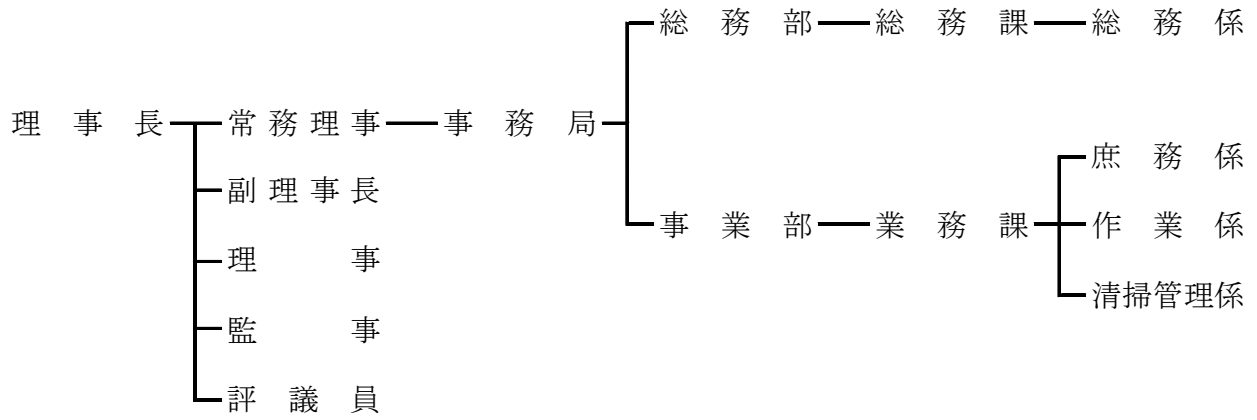 総務部 総務課 総務係
理事長 常務理事 事務局
庶務係
副理事長
事業部 業務課 作業係
理事
清掃管理係
監事
評議員